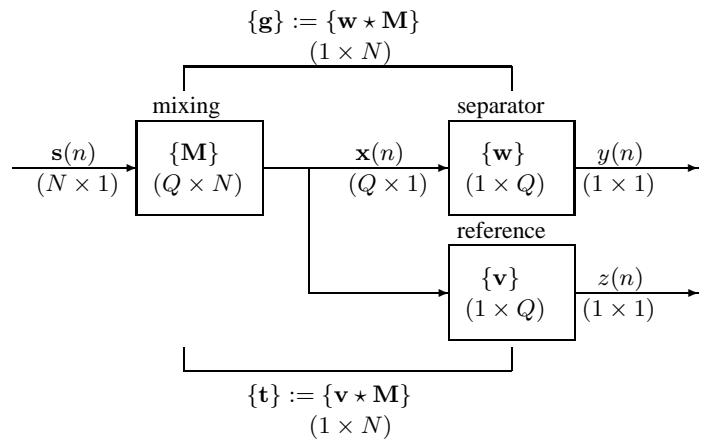 {g} := {w ⋆ M}
(1 × N)
mixing
separator
s(n)
(N × 1)
{M}
(Q × N)
x(n)
(Q × 1)
{w}
(1 × Q)
y(n)
(1 × 1)
reference
{v}
(1 × Q)
z(n)
(1 × 1)
{t} := {v ⋆ M}
(1 × N)